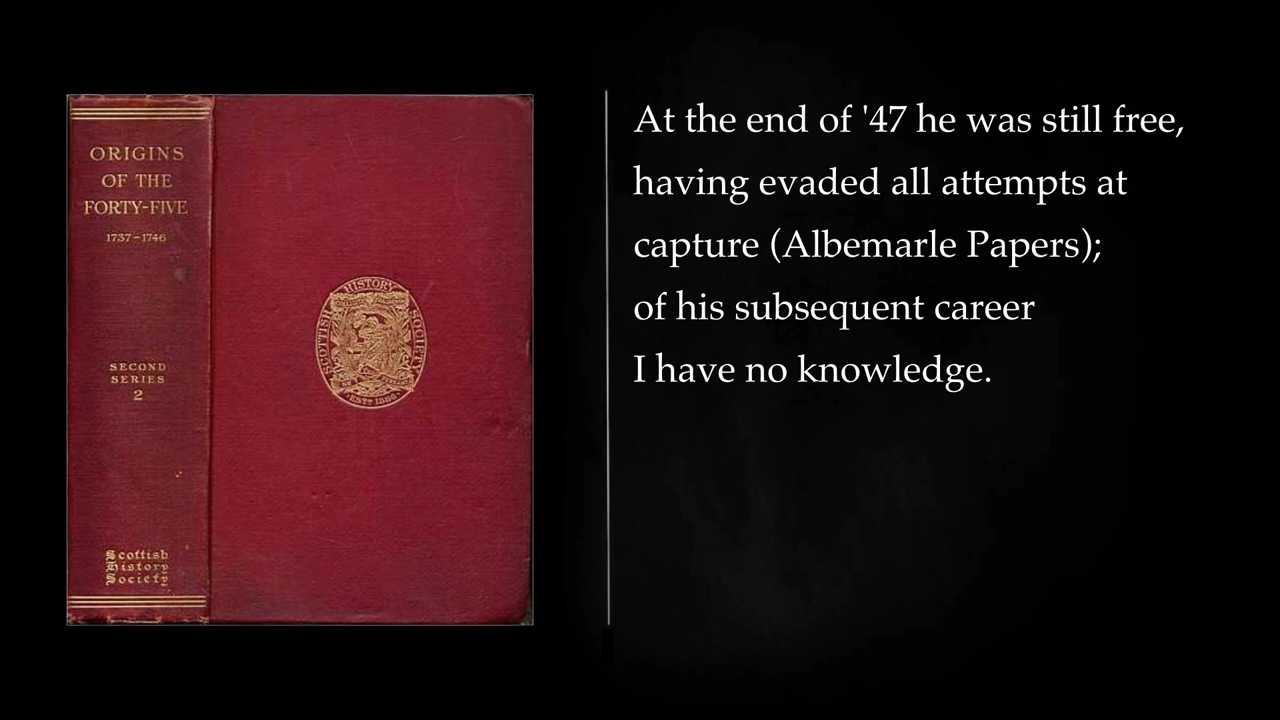 ORIGINS
OF THE
FORTY-FIVE
1737-1746
SECOND
SERIES
2
Scottish
History
Society
SCOTTISH HISTORY SOCIETY
·ESTD 1886·
At the end of '47 he was still free,
having evaded all attempts at
capture (Albemarle Papers);
of his subsequent career
I have no knowledge.